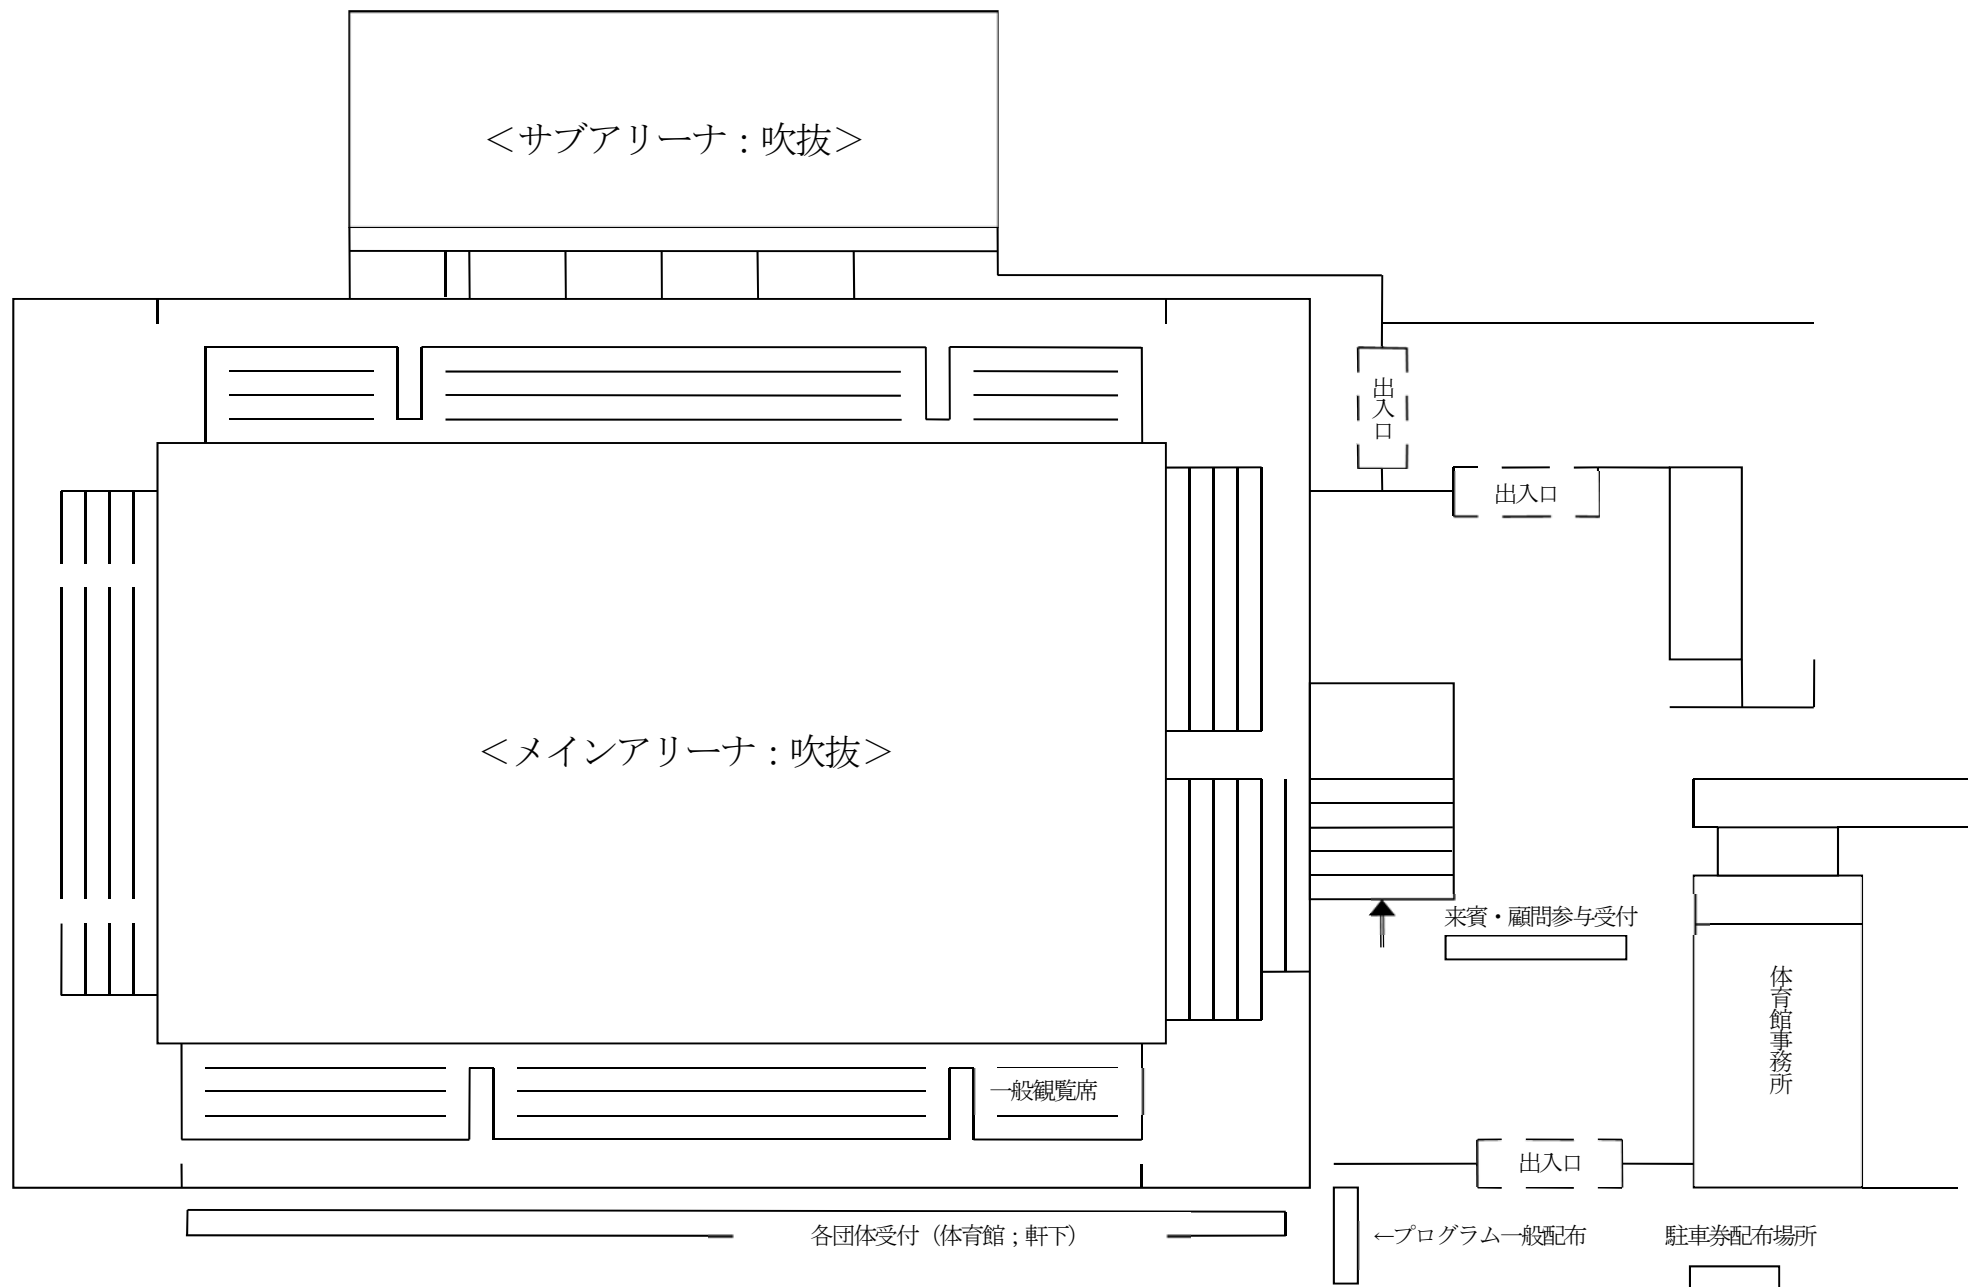 ＜サブアリーナ：吹抜＞
出入口
出入口
＜メインアリーナ：吹抜＞
来賓・顧問参与受付
体育館事務所
一般観覧席
出入口
各団体受付（体育館；軒下）
←プログラム一般配布
駐車券配布場所